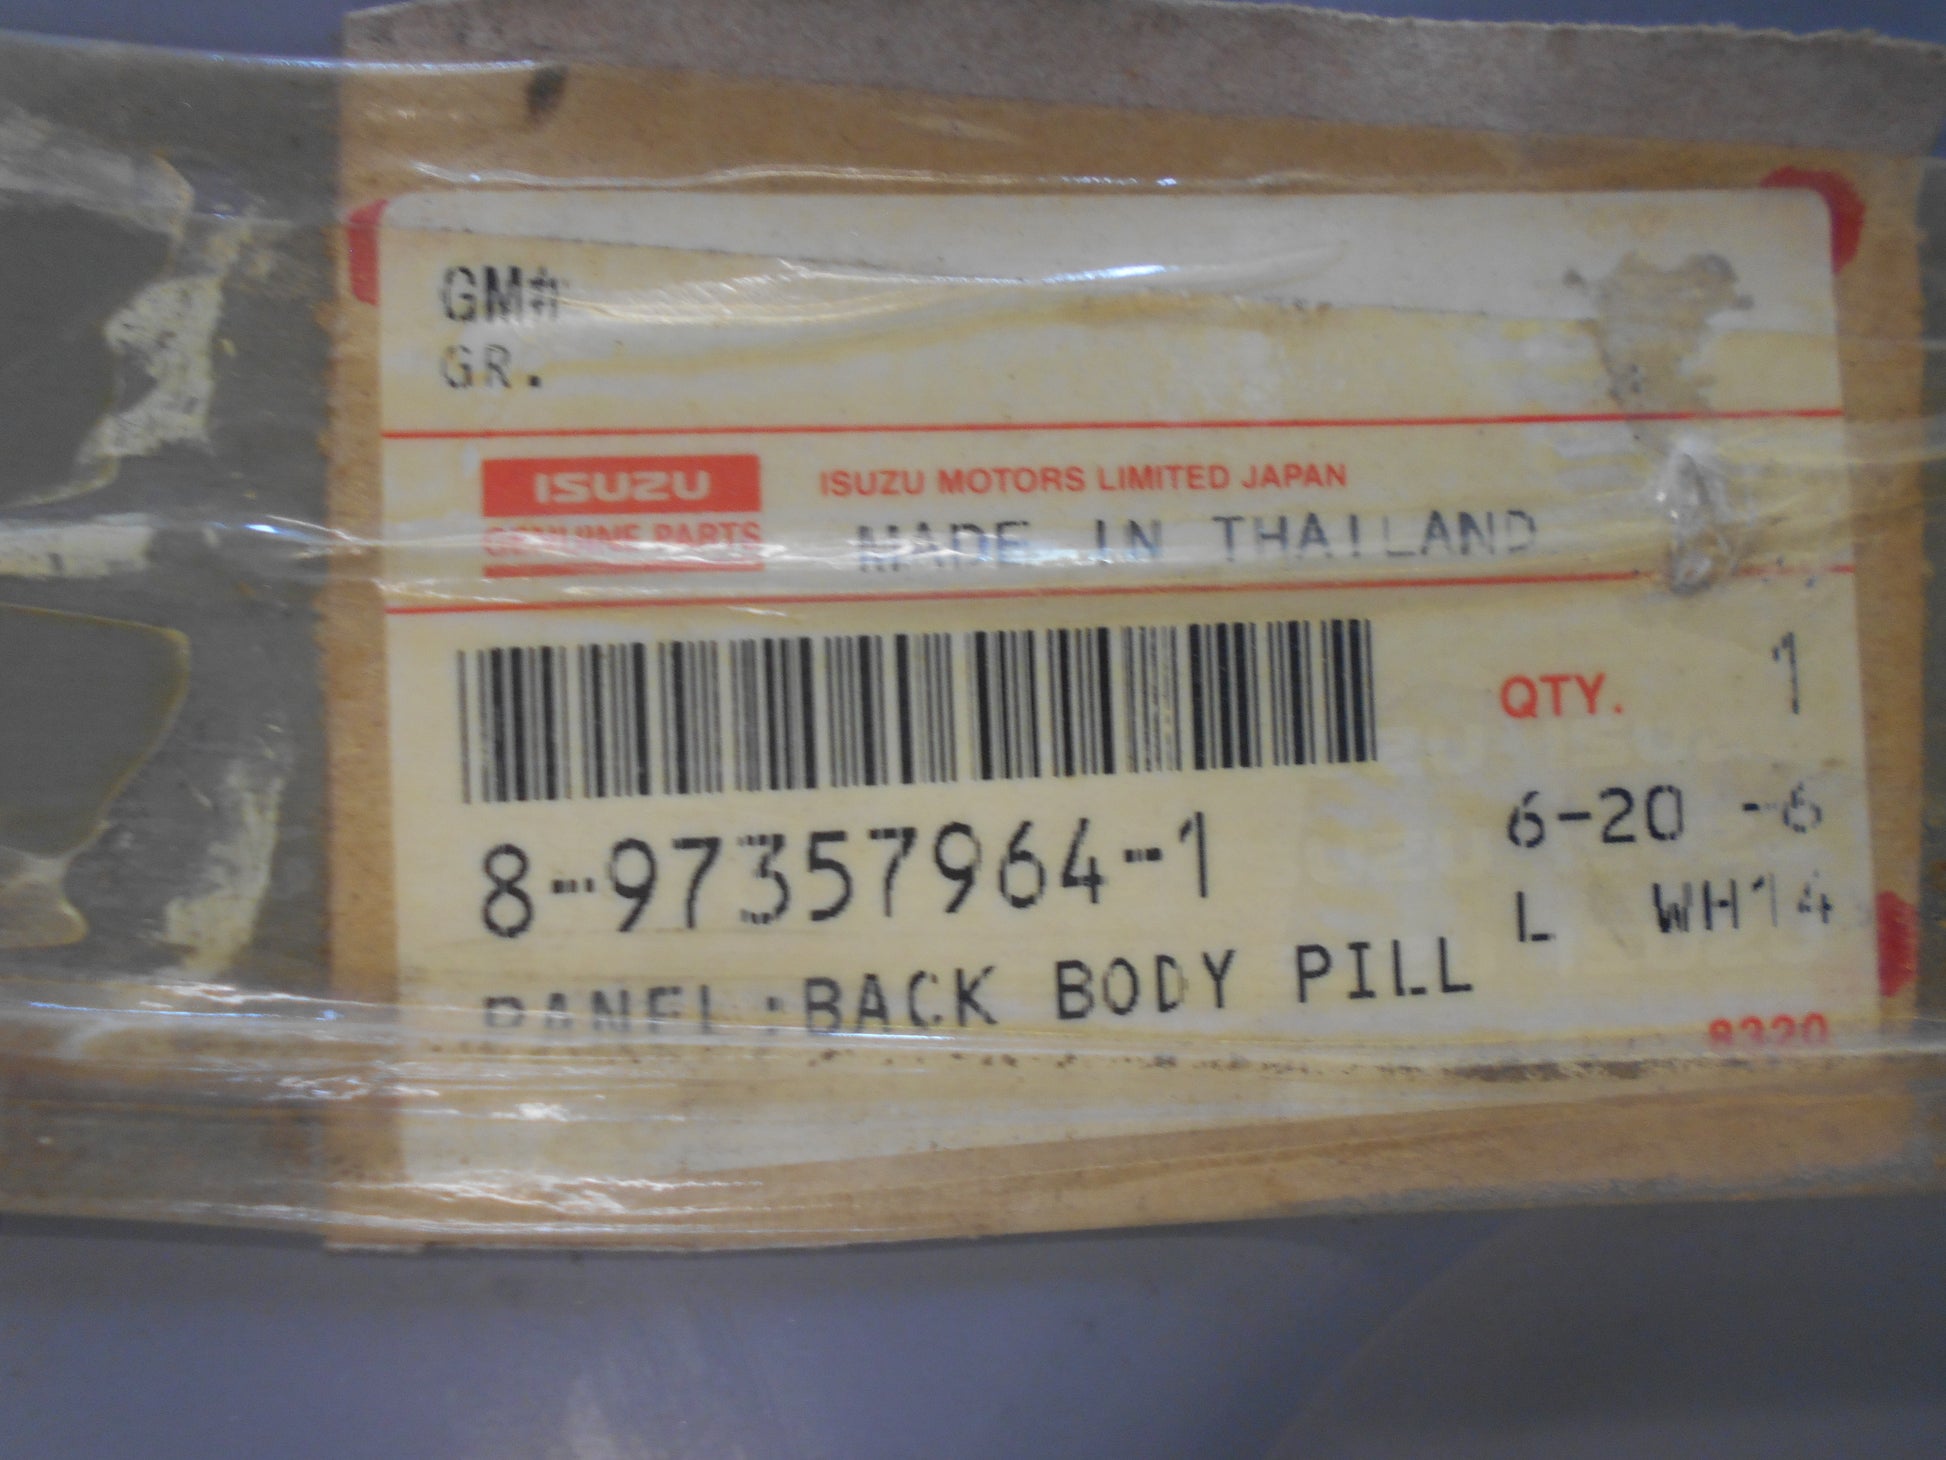 GM#
GR.
ISUZU
GENUINE PARTS
ISUZU MOTORS LIMITED JAPAN
MADE IN THAILAND
QTY. 1
8-97357964-1
6-20 -6
L WH14
PANEL:BACK BODY PILL
8320